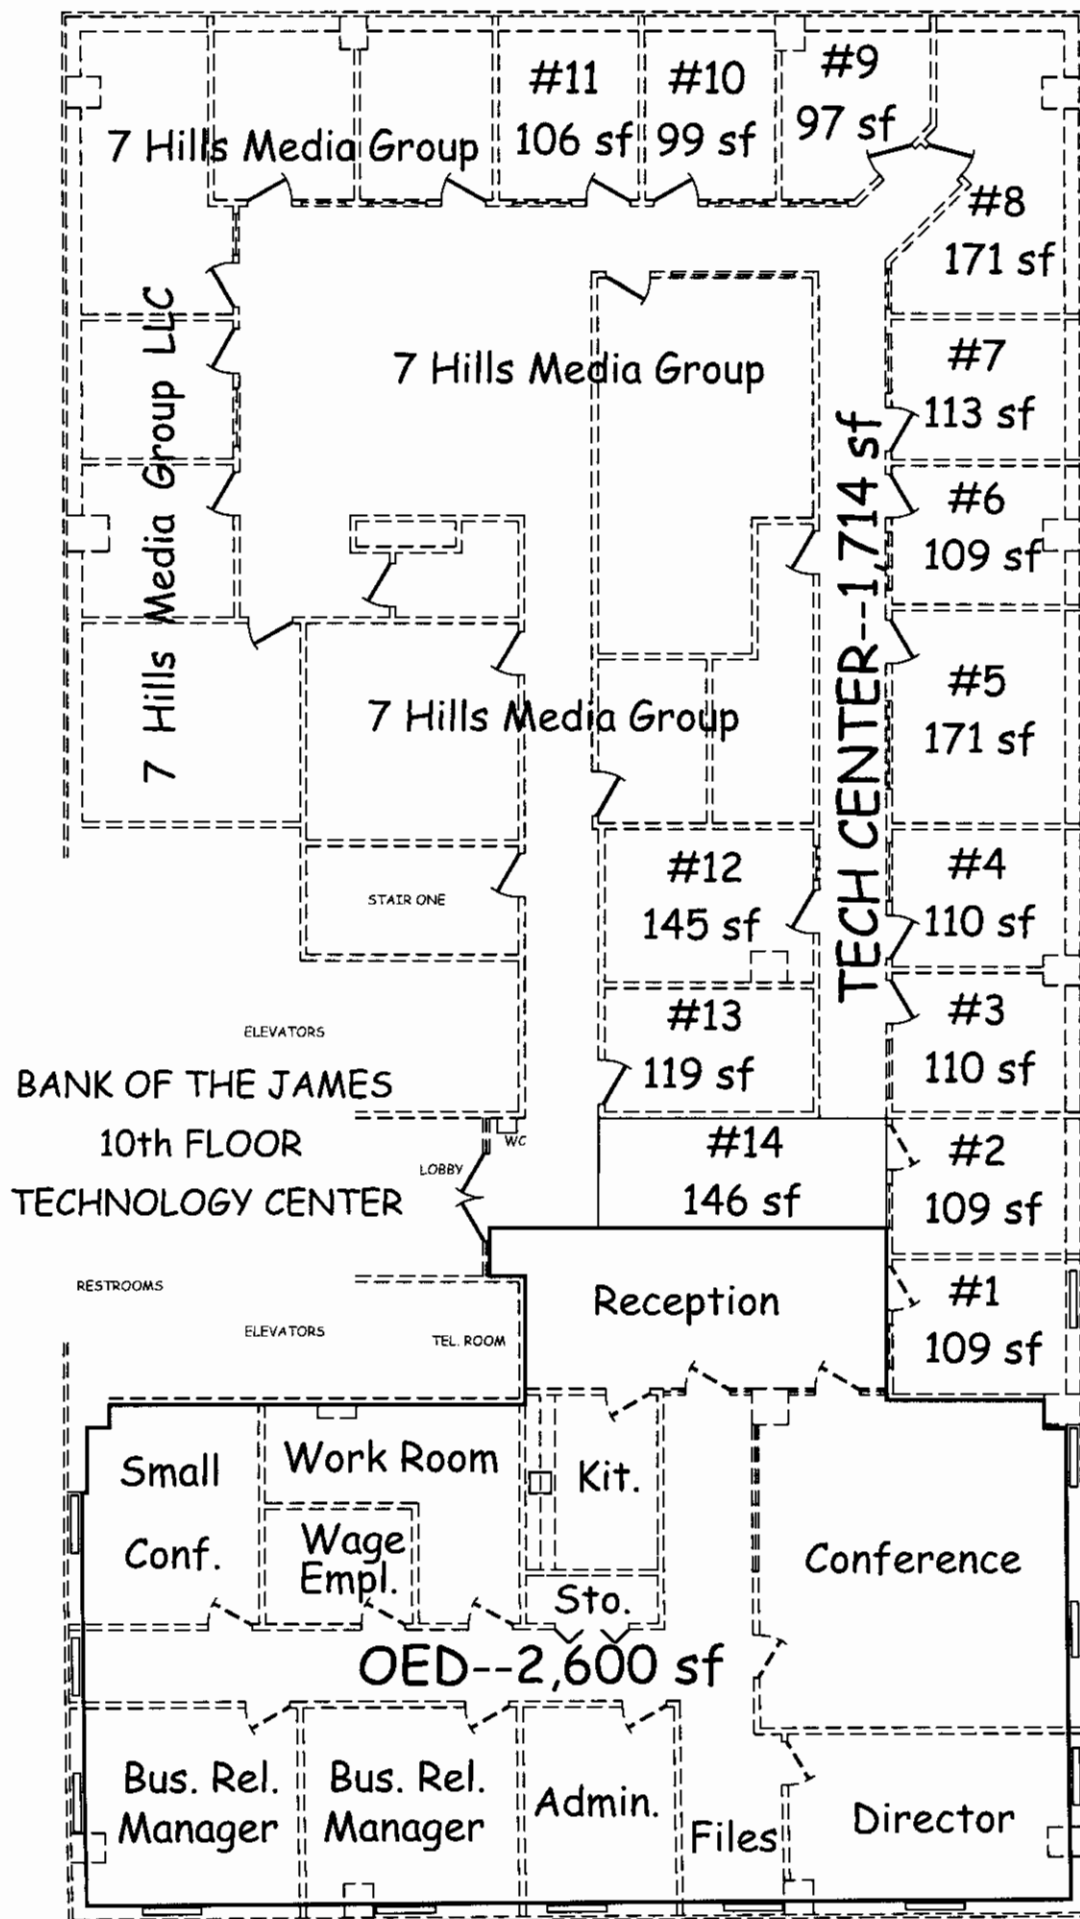 #11
106 sf
#10
99 sf
#9
97 sf
7 Hills Media Group
#8
171 sf
7 Hills Media Group LLC
7 Hills Media Group
#7
113 sf
TECH CENTER--1,714 sf
#6
109 sf
#5
171 sf
7 Hills Media Group
#12
145 sf
#4
110 sf
STAIR ONE
#13
119 sf
#3
110 sf
ELEVATORS
BANK OF THE JAMES
10th FLOOR
TECHNOLOGY CENTER
WC
LOBBY
#14
146 sf
#2
109 sf
RESTROOMS
ELEVATORS
TEL. ROOM
Reception
#1
109 sf
Small
Conf.
Work Room
Wage
Empl.
Kit.
Sto.
Conference
OED--2,600 sf
Bus. Rel.
Manager
Bus. Rel.
Manager
Admin.
Files
Director